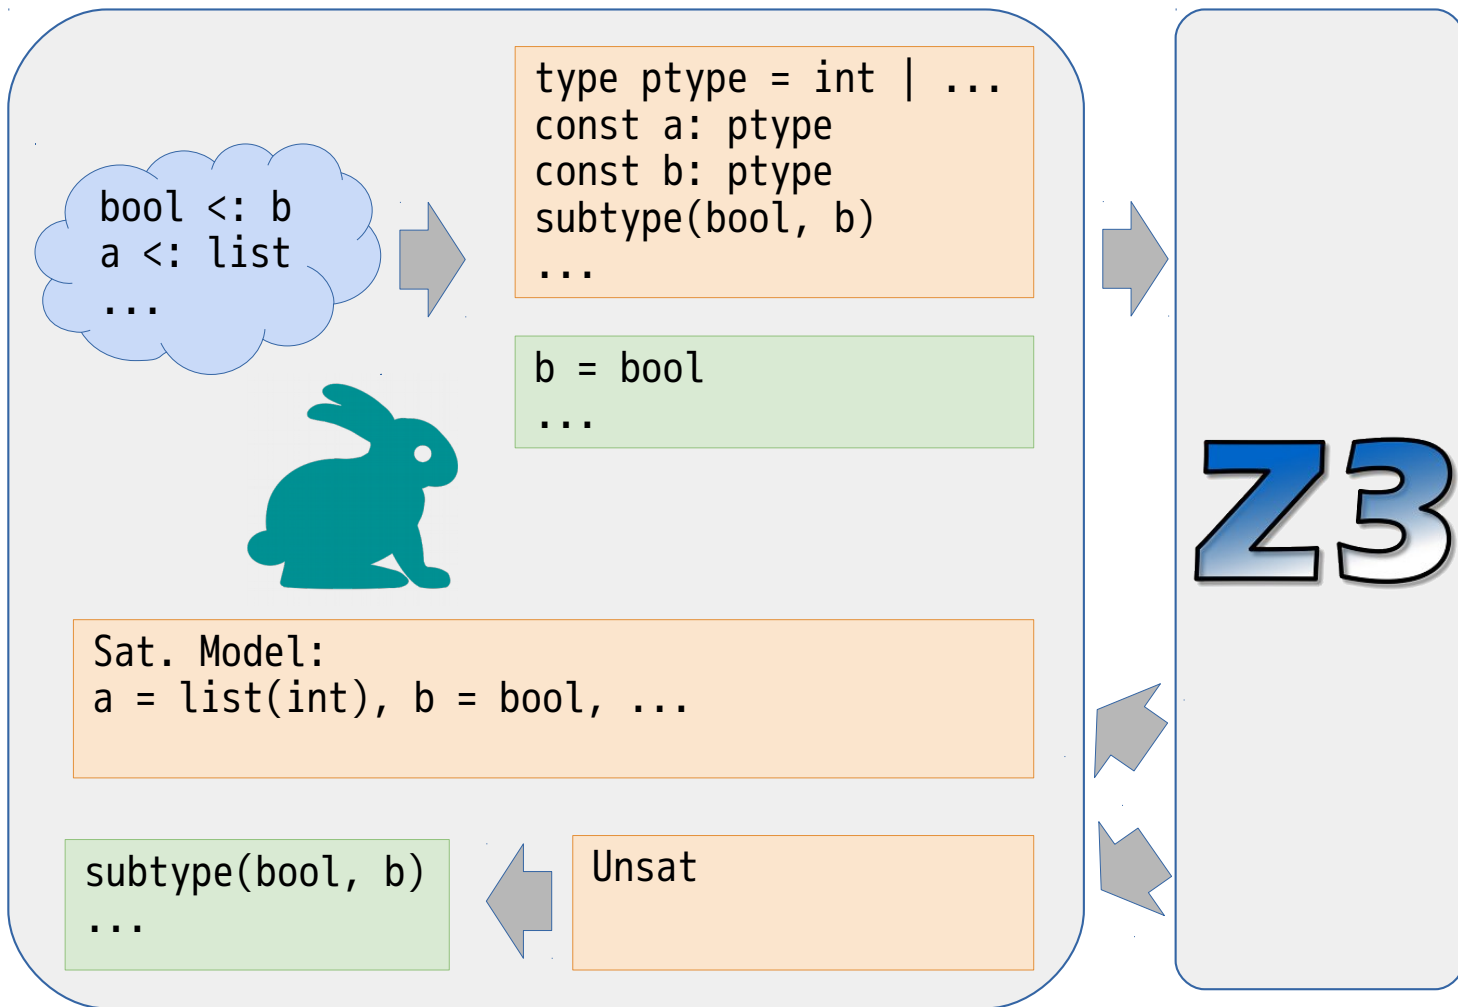 bool <: b
a <: list
...
type ptype = int | ...
const a: ptype
const b: ptype
subtype(bool, b)
...
b = bool
...
Z3
Sat. Model:
a = list(int), b = bool, ...
subtype(bool, b)
...
Unsat